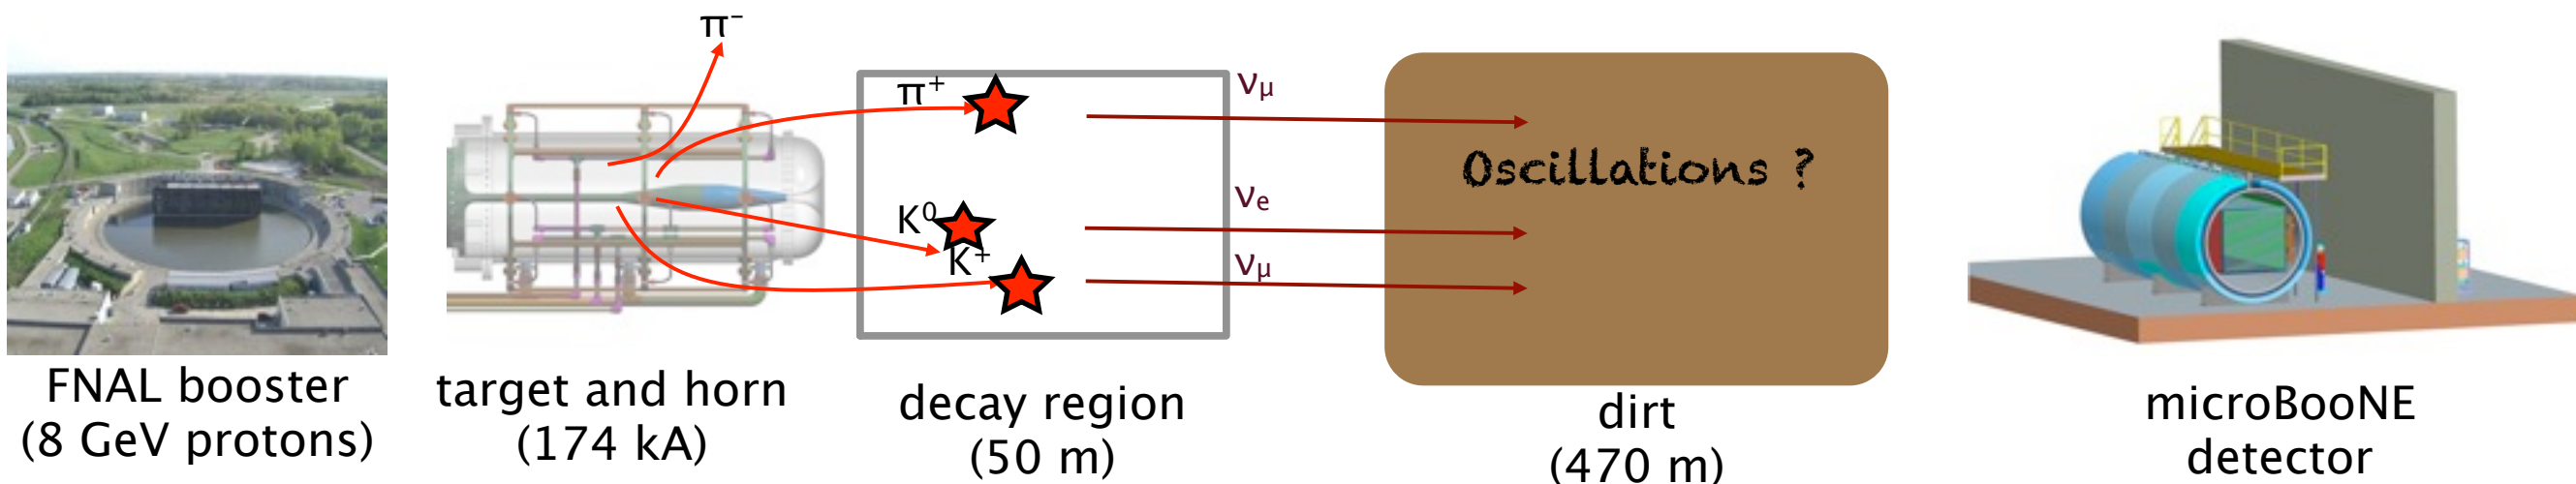 π⁻
π⁺
νμ
Oscillations ?
K⁰
νe
K⁺
νμ
FNAL booster
(8 GeV protons)
target and horn
(174 kA)
decay region
(50 m)
dirt
(470 m)
microBooNE
detector